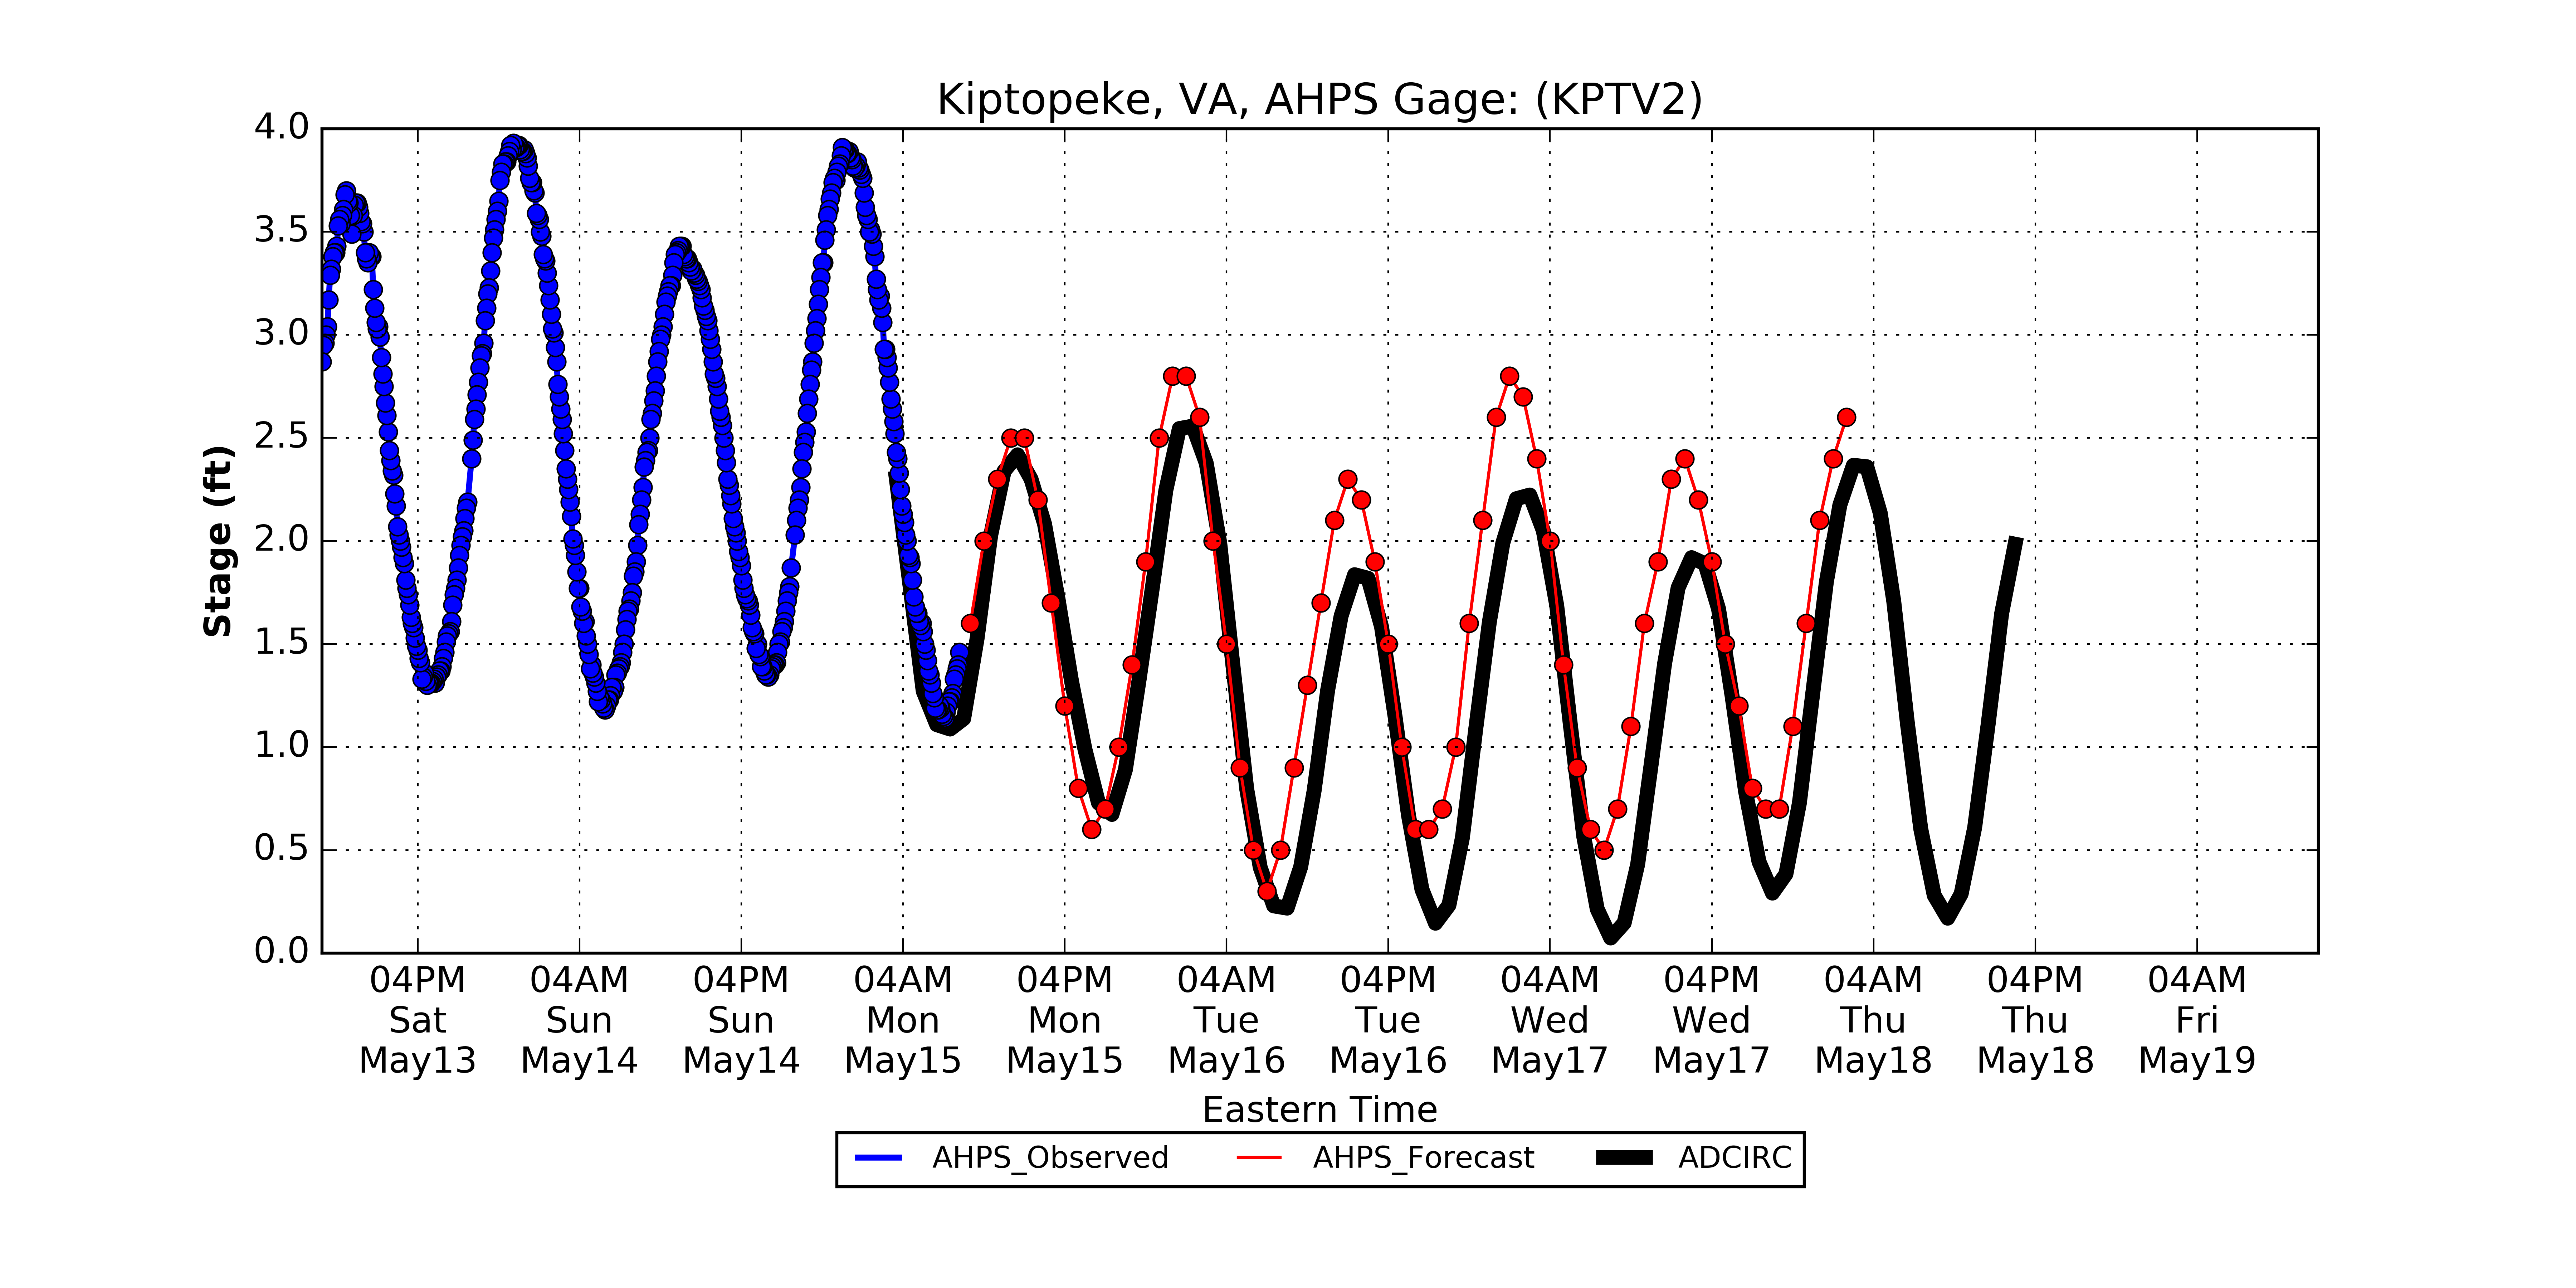 Kiptopeke, VA, AHPS Gage: (KPTV2)
4.0
3.5
3.0
2.5
2.0
1.5
1.0
0.5
0.0
Stage (ft)
04PM 04AM 04PM 04AM 04PM 04AM 04PM 04AM 04PM 04AM 04PM 04AM
Sat Sun Sun Mon Mon Tue Tue Wed Wed Thu Thu Fri
May13 May14 May14 May15 May15 May16 May16 May17 May17 May18 May18 May19
Eastern Time
AHPS_Observed AHPS_Forecast ADCIRC